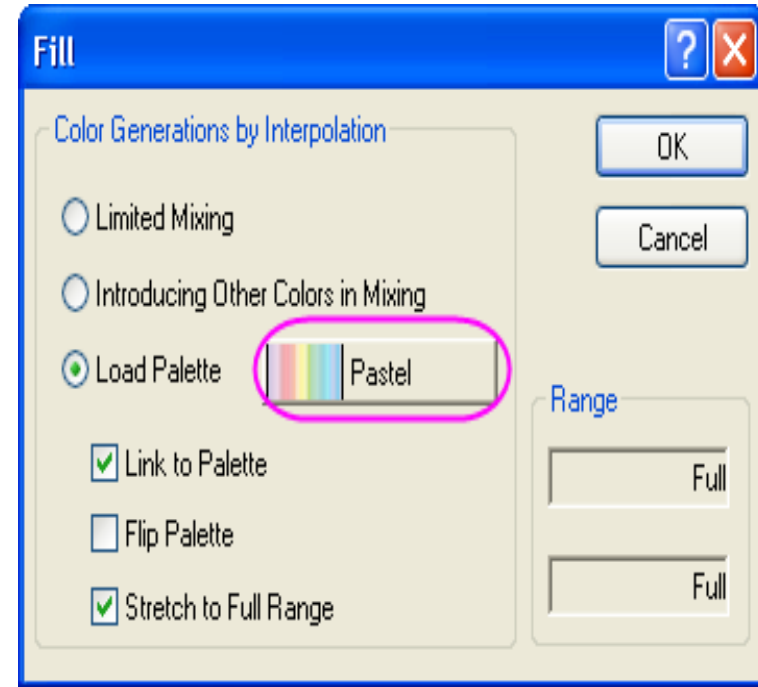 Fill
?
Color Generations by Interpolation
OK
Limited Mixing
Cancel
Introducing Other Colors in Mixing
Load Palette
Pastel
Range
Link to Palette
Full
Flip Palette
Full
Stretch to Full Range